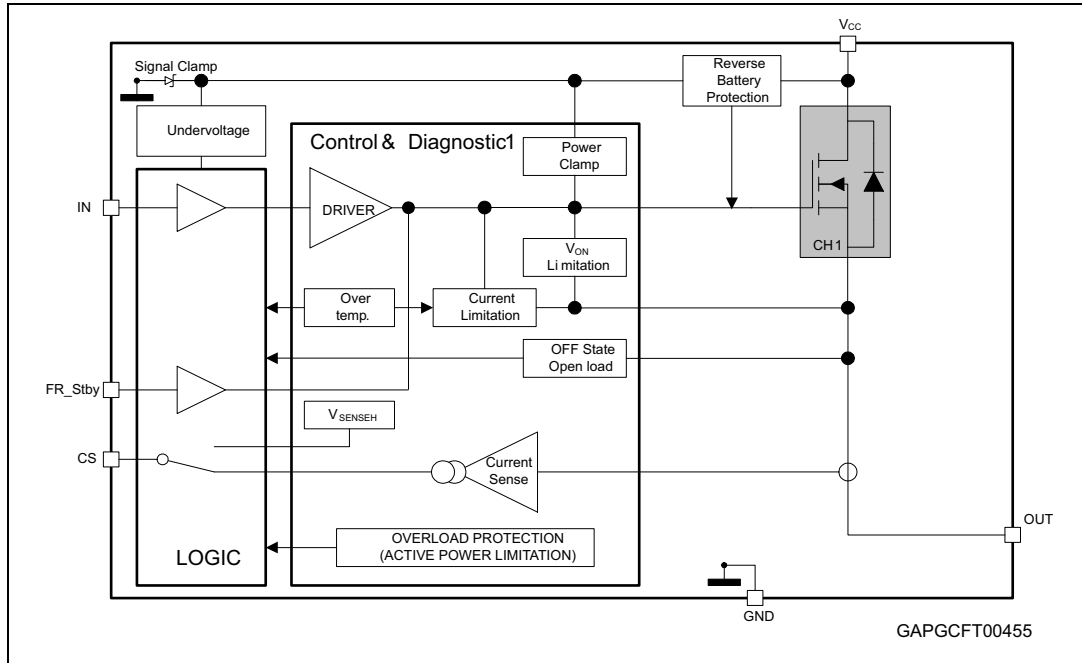 VCC
Signal Clamp
Reverse
Battery
Protection
Undervoltage
Control & Diagnostic1
Power
Clamp
IN
DRIVER
CH 1
VON
Li mitation
Over
temp.
Current
Limitation
OFF State
Open load
FR_Stby
VSENSEH
CS
Current
Sense
OUT
OVERLOAD PROTECTION
(ACTIVE POWER LIMITATION)
LOGIC
GND
GAPGCFT00455